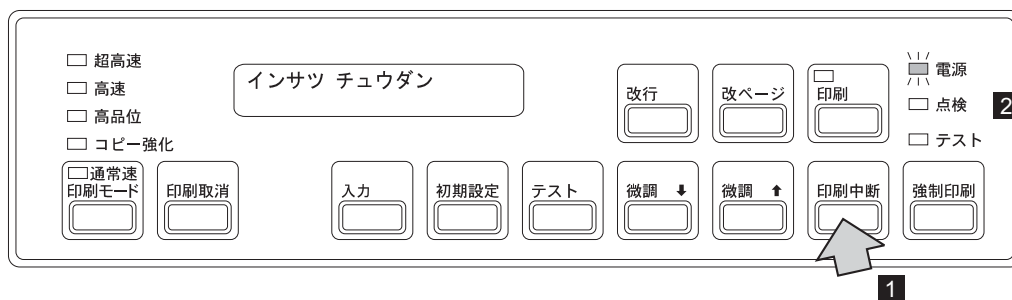 超高速
高速
高品位
コピー強化
通常速
印刷モード
印刷取消
インサツ チュウダン
改行
改ページ
印刷
電源
点検
テスト
2
入力
初期設定
テスト
微調 ⬇
微調 ⬆
印刷中断
強制印刷
1